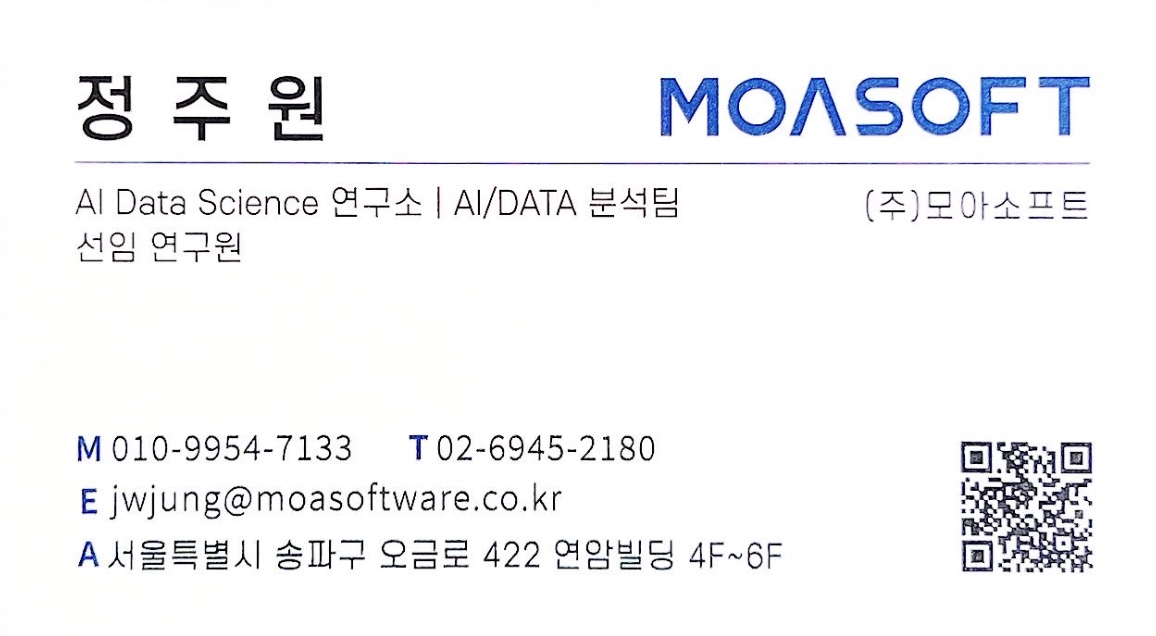 정 주 원
MOASOFT
AI Data Science 연구소 | AI/DATA 분석팀
(주)모아소프트
선임 연구원
M 010-9954-7133 T 02-6945-2180
E jwjung@moasoftware.co.kr
A 서울특별시 송파구 오금로 422 연암빌딩 4F~6F